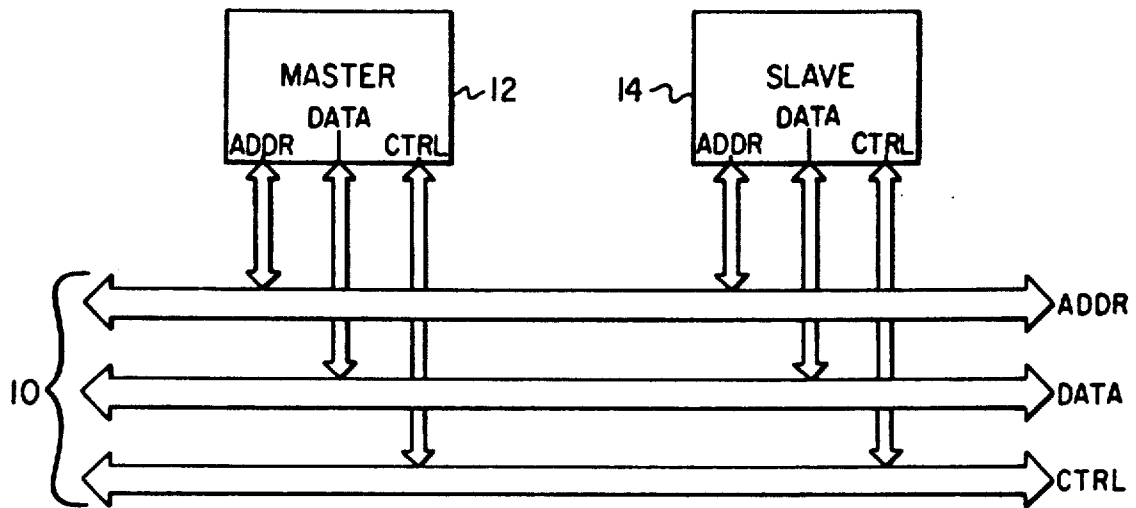 MASTER
DATA
ADDR CTRL
12
14
SLAVE
DATA
ADDR CTRL
10
ADDR
DATA
CTRL